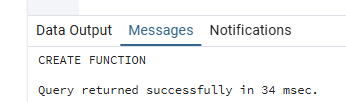 Data Output Messages Notifications
CREATE FUNCTION
Query returned successfully in 34 msec.